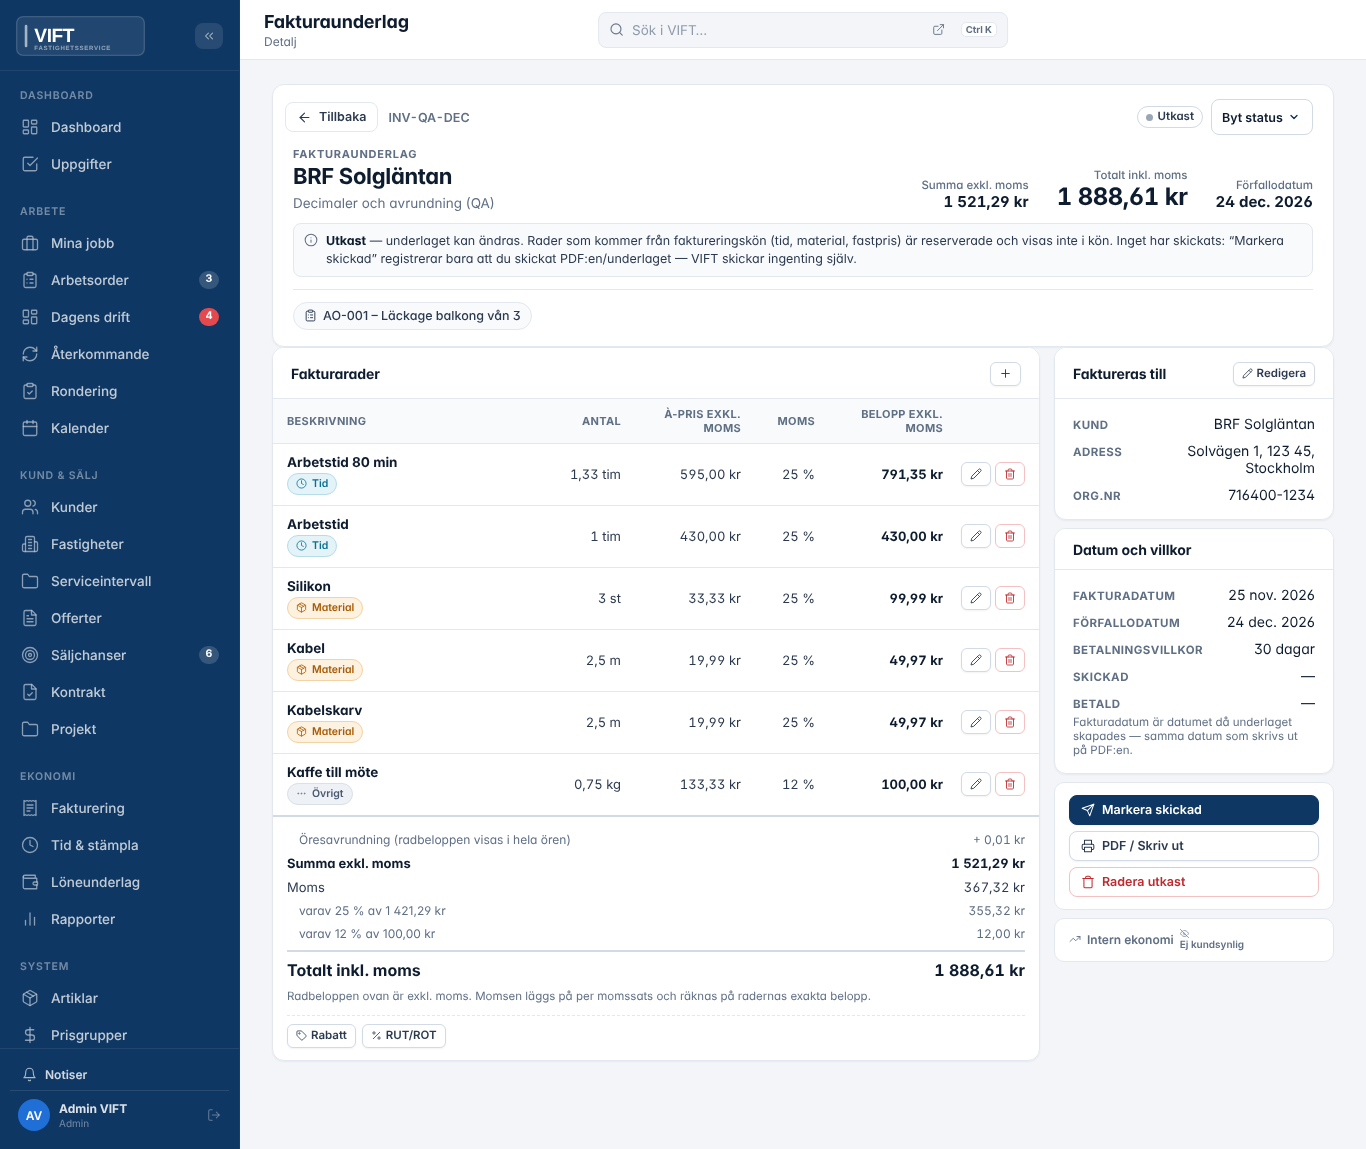 VIFT
FASTIGHETSSERVICE
DASHBOARD
Dashboard
Uppgifter
ARBETE
Mina jobb
Arbetsorder 3
Dagens drift 4
Återkommande
Rondering
Kalender
KUND & SÄLJ
Kunder
Fastigheter
Serviceintervall
Offerter
Säljchanser 6
Kontrakt
Projekt
EKONOMI
Fakturering
Tid & stämpla
Löneunderlag
Rapporter
SYSTEM
Artiklar
Prisgrupper
Notiser
AV
Admin VIFT
Admin
Fakturaunderlag
Detalj
Sök i VIFT...
Ctrl K
Tillbaka
INV-QA-DEC
Utkast
Byt status
FAKTURAUNDERLAG
BRF Solgläntan
Decimaler och avrundning (QA)
Summa exkl. moms
1 521,29 kr
Totalt inkl. moms
1 888,61 kr
Förfallodatum
24 dec. 2026
Utkast — underlaget kan ändras. Rader som kommer från faktureringskön (tid, material, fastpris) är reserverade och visas inte i kön. Inget har skickats: "Markera
skickad" registrerar bara att du skickat PDF:en/underlaget — VIFT skickar ingenting själv.
AO-001 – Läckage balkong vån 3
Fakturarader
BESKRIVNING
ANTAL
À-PRIS EXKL.
MOMS
MOMS
BELOPP EXKL.
MOMS
Arbetstid 80 min
Tid
1,33 tim
595,00 kr
25 %
791,35 kr
Arbetstid
Tid
1 tim
430,00 kr
25 %
430,00 kr
Silikon
Material
3 st
33,33 kr
25 %
99,99 kr
Kabel
Material
2,5 m
19,99 kr
25 %
49,97 kr
Kabelskarv
Material
2,5 m
19,99 kr
25 %
49,97 kr
Kaffe till möte
Övrigt
0,75 kg
133,33 kr
12 %
100,00 kr
Öresavrundning (radbeloppen visas i hela ören) + 0,01 kr
Summa exkl. moms 1 521,29 kr
Moms 367,32 kr
varav 25 % av 1 421,29 kr 355,32 kr
varav 12 % av 100,00 kr 12,00 kr
Totalt inkl. moms 1 888,61 kr
Radbeloppen ovan är exkl. moms. Momsen läggs på per momssats och räknas på radernas exakta belopp.
Rabatt
RUT/ROT
Faktureras till
Redigera
KUND BRF Solgläntan
ADRESS Solvägen 1, 123 45,
Stockholm
ORG.NR 716400-1234
Datum och villkor
FAKTURADATUM 25 nov. 2026
FÖRFALLODATUM 24 dec. 2026
BETALNINGSVILLKOR 30 dagar
SKICKAD —
BETALD —
Fakturadatum är datumet då underlaget
skapades — samma datum som skrivs ut
på PDF:en.
Markera skickad
PDF / Skriv ut
Radera utkast
Intern ekonomi
Ej kundsynlig